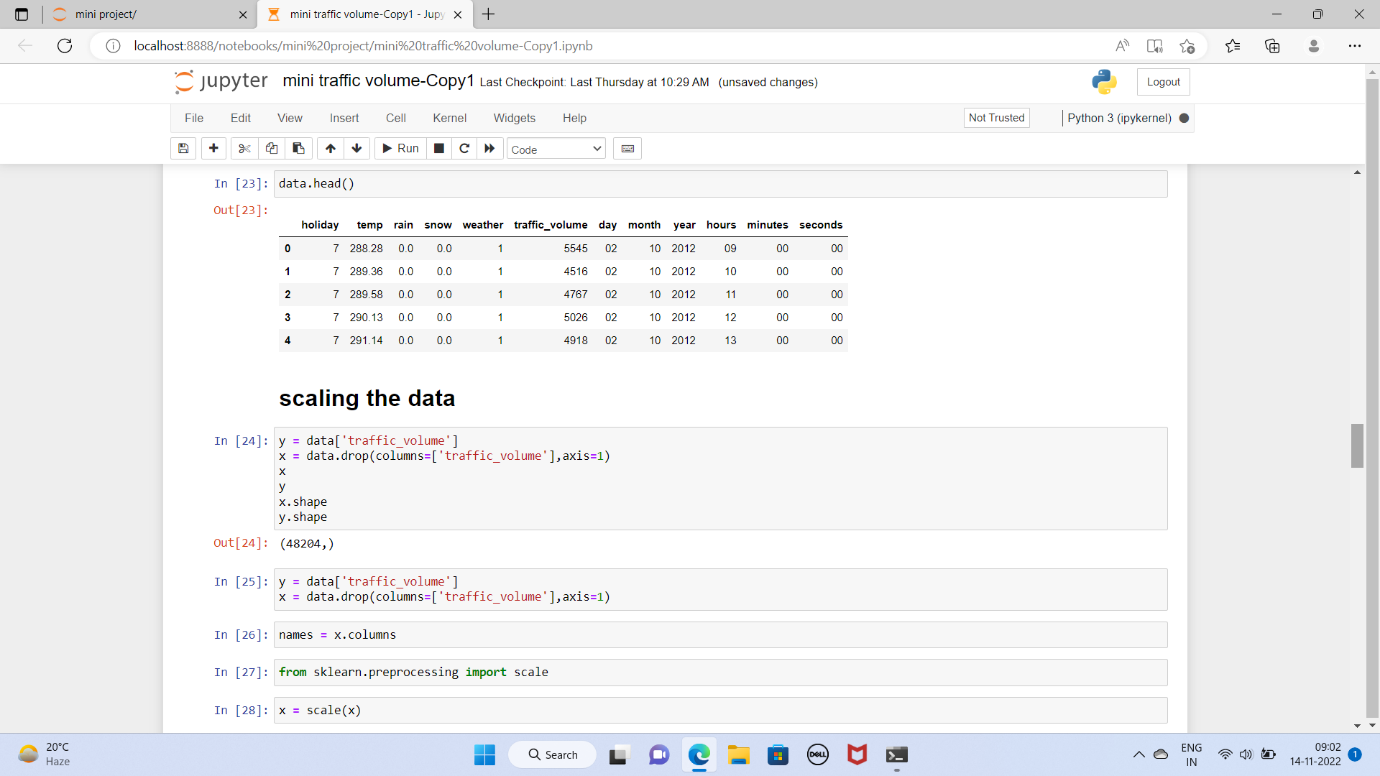 mini project/
mini traffic volume-Copy1 - Jupy
localhost:8888/notebooks/mini%20project/mini%20traffic%20volume-Copy1.ipynb
jupyter mini traffic volume-Copy1 Last Checkpoint: Last Thursday at 10:29 AM (unsaved changes)
Logout
File Edit View Insert Cell Kernel Widgets Help
Not Trusted
Python 3 (ipykernel)
Run
Code
In [23]: data.head()
Out[23]:
holiday temp rain snow weather traffic_volume day month year hours minutes seconds
0 7 288.28 0.0 0.0 1 5545 02 10 2012 09 00 00
1 7 289.36 0.0 0.0 1 4516 02 10 2012 10 00 00
2 7 289.58 0.0 0.0 1 4767 02 10 2012 11 00 00
3 7 290.13 0.0 0.0 1 5026 02 10 2012 12 00 00
4 7 291.14 0.0 0.0 1 4918 02 10 2012 13 00 00
scaling the data
In [24]: y = data['traffic_volume']
x = data.drop(columns=['traffic_volume'],axis=1)
x
y
x.shape
y.shape
Out[24]: (48204,)
In [25]: y = data['traffic_volume']
x = data.drop(columns=['traffic_volume'],axis=1)
In [26]: names = x.columns
In [27]: from sklearn.preprocessing import scale
In [28]: x = scale(x)
20°C
Haze
Search
DELL
ENG
IN
09:02
14-11-2022
1